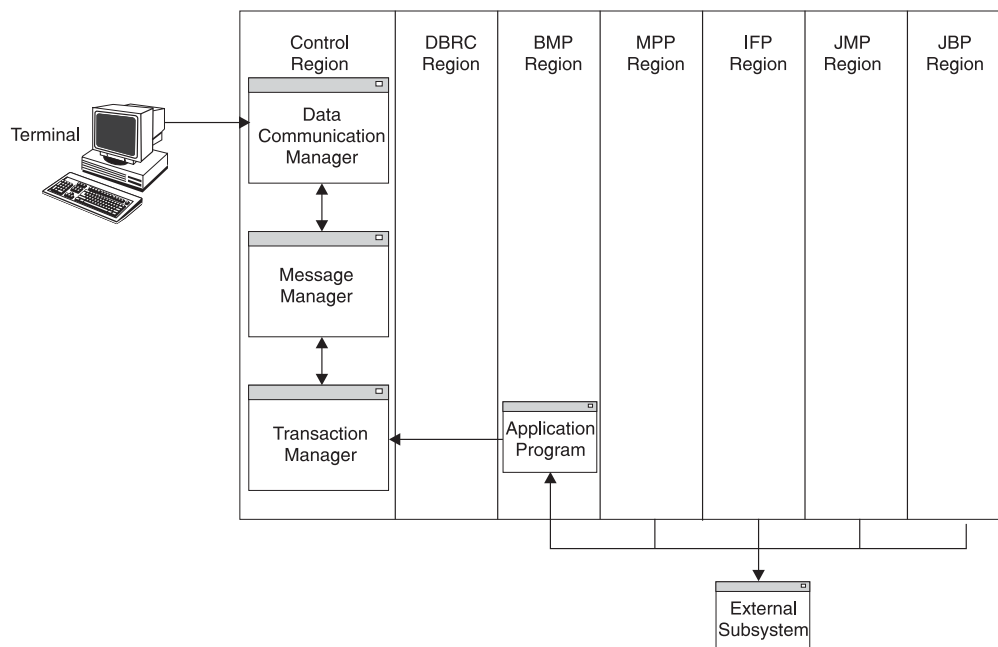 Control
Region
DBRC
Region
BMP
Region
MPP
Region
IFP
Region
JMP
Region
JBP
Region
Terminal
Data
Communication
Manager
Message
Manager
Transaction
Manager
Application
Program
External
Subsystem